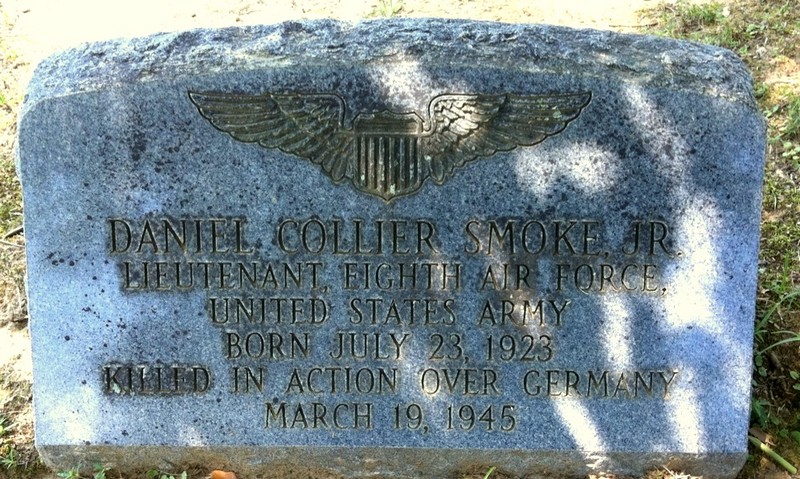 DANIEL COLLIER SMOKE, JR.
LIEUTENANT, EIGHTH AIR FORCE,
UNITED STATES ARMY
BORN JULY 23, 1923
KILLED IN ACTION OVER GERMANY
MARCH 19, 1945